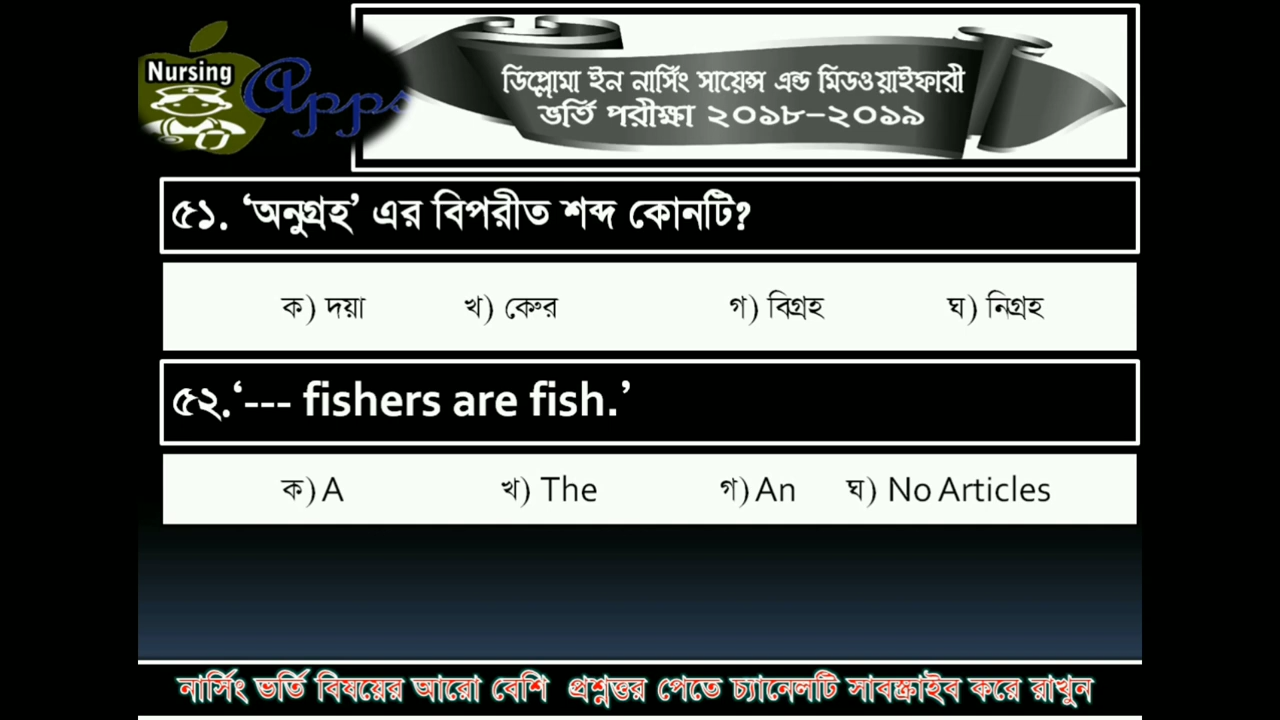 Nursing
Apps
ডিপ্লোমা ইন নার্সিং সায়েন্স এন্ড মিডওয়াইফারী
ভর্তি পরীক্ষা ২০১৮-২০১৯
৫১. ‘অনুগ্রহ’ এর বিপরীত শব্দ কোনটি?
ক) দয়া খ) কেুর গ) বিগ্রহ ঘ) নিগ্রহ
৫২.‘--- fishers are fish.’
ক) A খ) The গ) An ঘ) No Articles
নার্সিং ভর্তি বিষয়ের আরো বেশি প্রশ্নত্তর পেতে চ্যানেলটি সাবস্ক্রাইব করে রাখুন